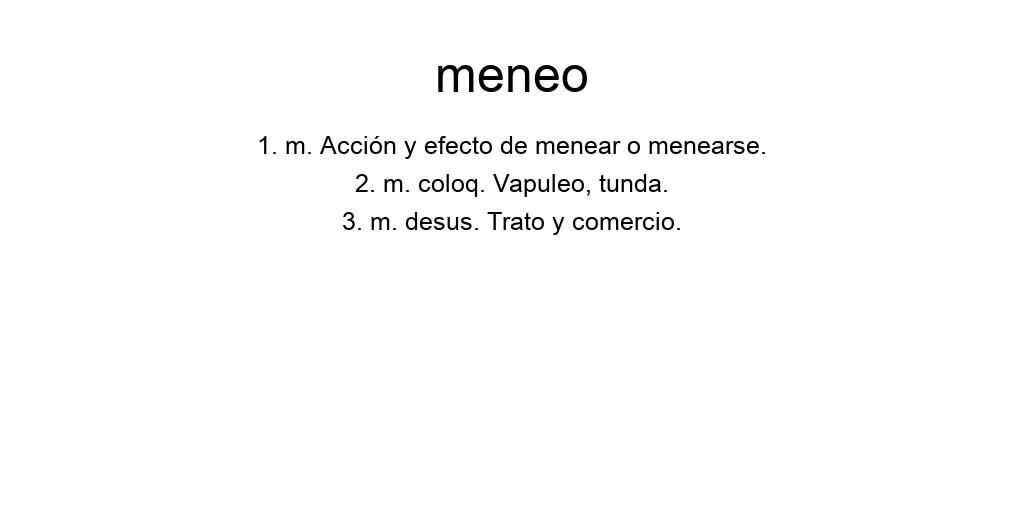 meneo
1. m. Acción y efecto de menear o menearse.
2. m. coloq. Vapuleo, tunda.
3. m. desus. Trato y comercio.